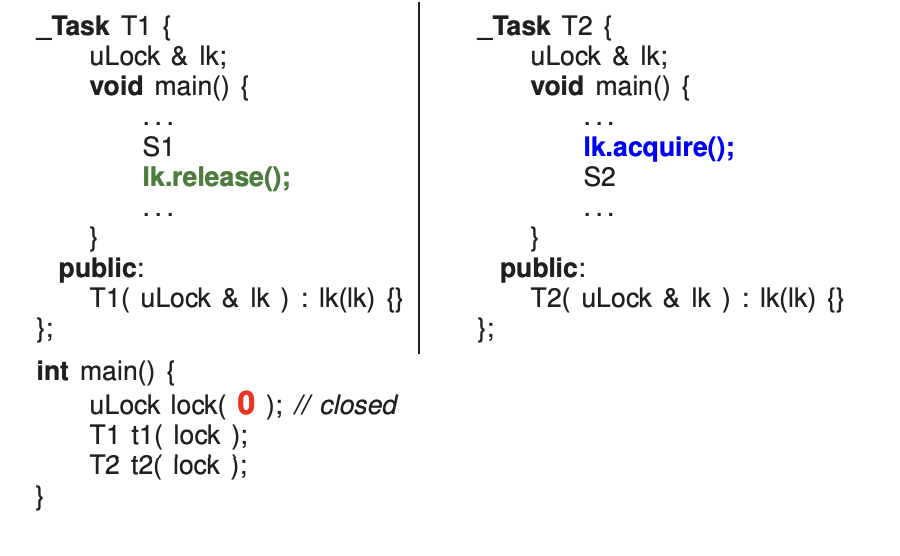 _Task T1 {
uLock & lk;
void main() {
...
S1
lk.release();
...
}
public:
T1( uLock & lk ) : lk(lk) {}
};
_Task T2 {
uLock & lk;
void main() {
...
lk.acquire();
S2
...
}
public:
T2( uLock & lk ) : lk(lk) {}
};
int main() {
uLock lock( 0 ); // closed
T1 t1( lock );
T2 t2( lock );
}